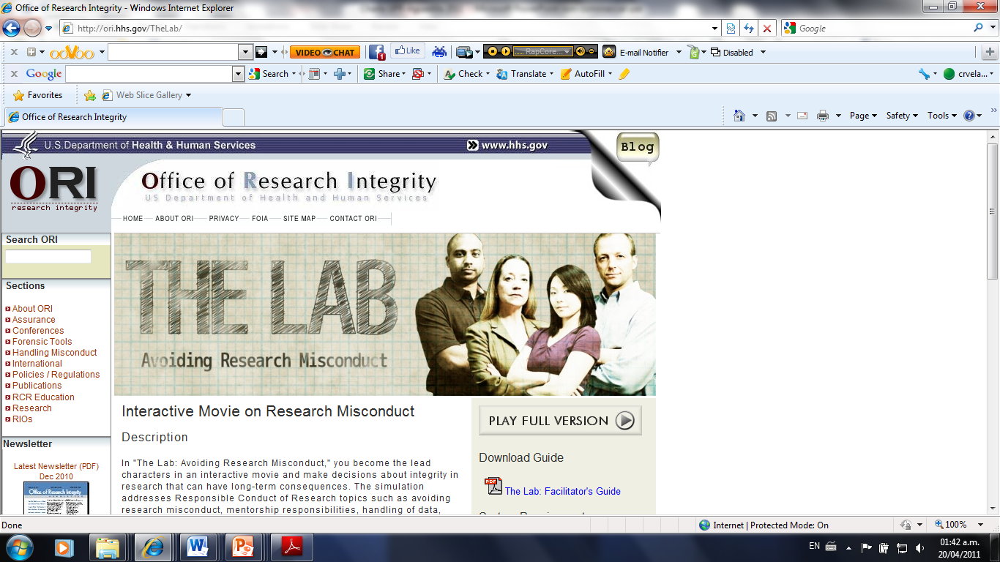 Office of Research Integrity - Windows Internet Explorer
http://ori.hhs.gov/TheLab/
Google
ooVoo
VIDEO CHAT
1
Like
RapCore...
E-mail Notifier
Disabled
Google
Search
Share
Check
Translate
AutoFill
crvela...
Favorites
Web Slice Gallery
Office of Research Integrity
Page
Safety
Tools
U.S.Department of Health & Human Services
www.hhs.gov
Blog
ORI
research integrity
Office of Research Integrity
US Department of Health and Human Services
HOME ABOUT ORI PRIVACY FOIA SITE MAP CONTACT ORI
Search ORI
Sections
About ORI
Assurance
Conferences
Forensic Tools
Handling Misconduct
International
Policies / Regulations
Publications
RCR Education
Research
RIOs
Newsletter
Latest Newsletter (PDF)
Dec 2010
Office of Research Integrity
THE LAB
Avoiding Research Misconduct
Interactive Movie on Research Misconduct
Description
In "The Lab: Avoiding Research Misconduct," you become the lead
characters in an interactive movie and make decisions about integrity in
research that can have long-term consequences. The simulation
addresses Responsible Conduct of Research topics such as avoiding
research misconduct, mentorship responsibilities, handling of data,
PLAY FULL VERSION
Download Guide
PDF
The Lab: Facilitator's Guide
Done
Internet | Protected Mode: On
100%
EN
01:42 a.m.
20/04/2011